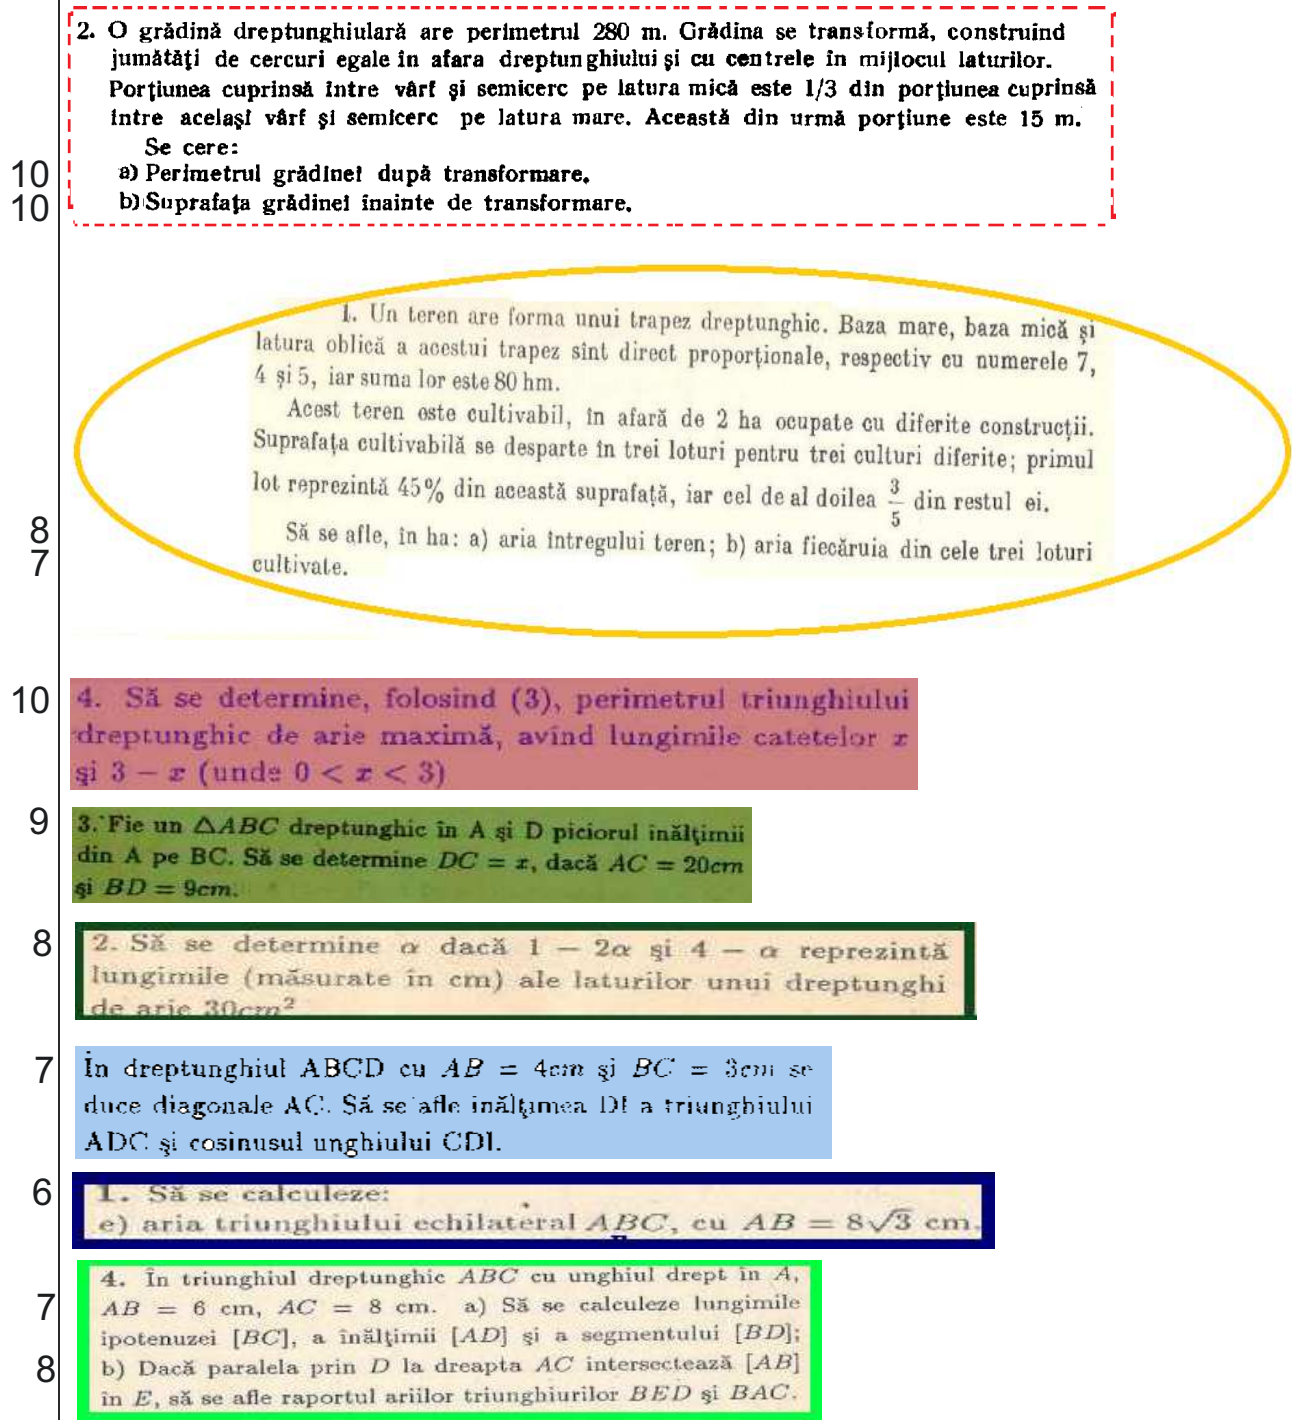 2. O grădină dreptunghiulară are perimetrul 280 m. Grădina se transformă, construind
jumătăţi de cercuri egale în afara dreptunghiului şi cu centrele în mijlocul laturilor.
Porţiunea cuprinsă între vârf şi semicerc pe latura mică este 1/3 din porţiunea cuprinsă
între acelaşi vârf şi semicerc pe latura mare. Această din urmă porţiune este 15 m.
Se cere:
10 a) Perimetrul grădinei după transformare.
10 b) Suprafaţa grădinei înainte de transformare.
1. Un teren are forma unui trapez dreptunghic. Baza mare, baza mică şi
latura oblică a acestui trapez sînt direct proporţionale, respectiv cu numerele 7,
4 şi 5, iar suma lor este 80 hm.
Acest teren este cultivabil, în afară de 2 ha ocupate cu diferite construcţii.
Suprafaţa cultivabilă se desparte în trei loturi pentru trei culturi diferite; primul
lot reprezintă 45% din această suprafaţă, iar cel de al doilea 3/5 din restul ei.
8 Să se afle, în ha: a) aria întregului teren; b) aria fiecăruia din cele trei loturi
7 cultivate.
10 4. Să se determine, folosind (3), perimetrul triunghiului
dreptunghic de arie maximă, avînd lungimile catetelor x
şi 3 − x (unde 0 < x < 3)
9 3. Fie un △ABC dreptunghic în A şi D piciorul inălţimii
din A pe BC. Să se determine DC = x, dacă AC = 20cm
şi BD = 9cm.
8 2. Să se determine α dacă 1 − 2α şi 4 − α reprezintă
lungimile (măsurate în cm) ale laturilor unui dreptunghi
de arie 30cm²
7 În dreptunghiul ABCD cu AB = 4cm şi BC = 3cm se
duce diagonale AC. Să se afle inălţimea DI a triunghiului
ADC şi cosinusul unghiului CDI.
6 1. Să se calculeze:
e) aria triunghiului echilateral ABC, cu AB = 8√3 cm.
4. În triunghiul dreptunghic ABC cu unghiul drept în A,
7 AB = 6 cm, AC = 8 cm. a) Să se calculeze lungimile
ipotenuzei [BC], a înălţimii [AD] şi a segmentului [BD];
8 b) Dacă paralela prin D la dreapta AC intersectează [AB]
în E, să se afle raportul ariilor triunghiurilor BED şi BAC.